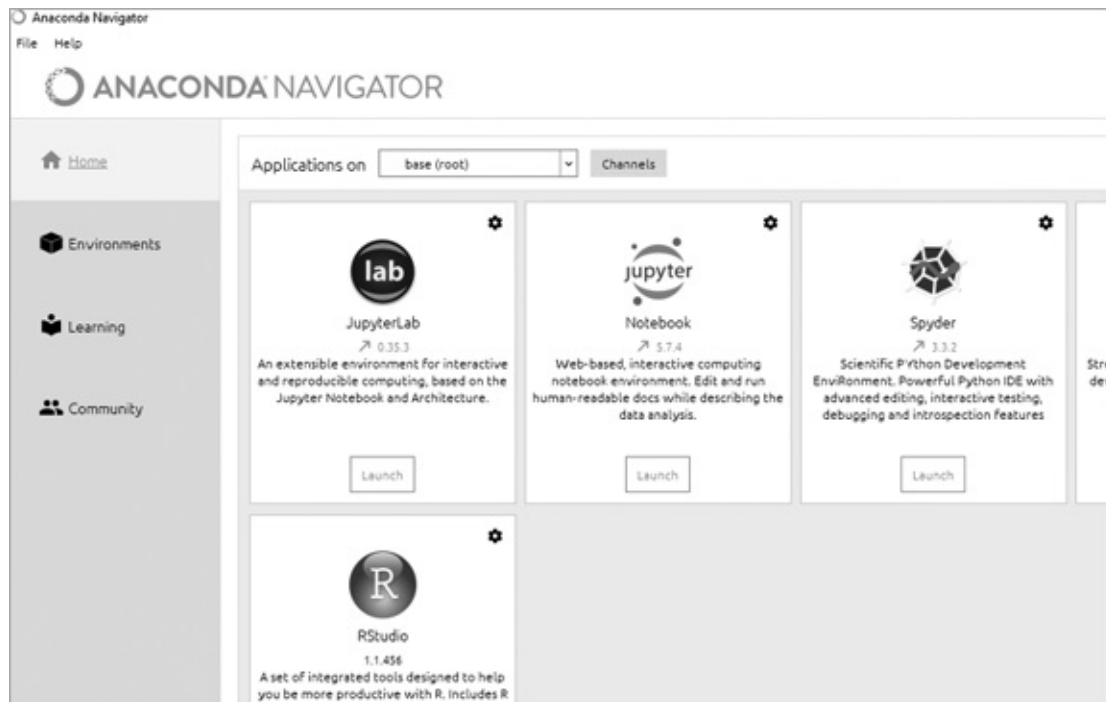 Anaconda Navigator
File Help
ANACONDA NAVIGATOR
Home
Applications on base (root) Channels
Environments
Learning
Community
lab
JupyterLab
0.35.3
An extensible environment for interactive
and reproducible computing, based on the
Jupyter Notebook and Architecture.
Launch
jupyter
Notebook
5.7.4
Web-based, interactive computing
notebook environment. Edit and run
human-readable docs while describing the
data analysis.
Launch
Spyder
3.3.2
Scientific PYthon Development
EnviRonment. Powerful Python IDE with
advanced editing, interactive testing,
debugging and introspection features
Launch
R
RStudio
1.1.456
A set of integrated tools designed to help
you be more productive with R. Includes R